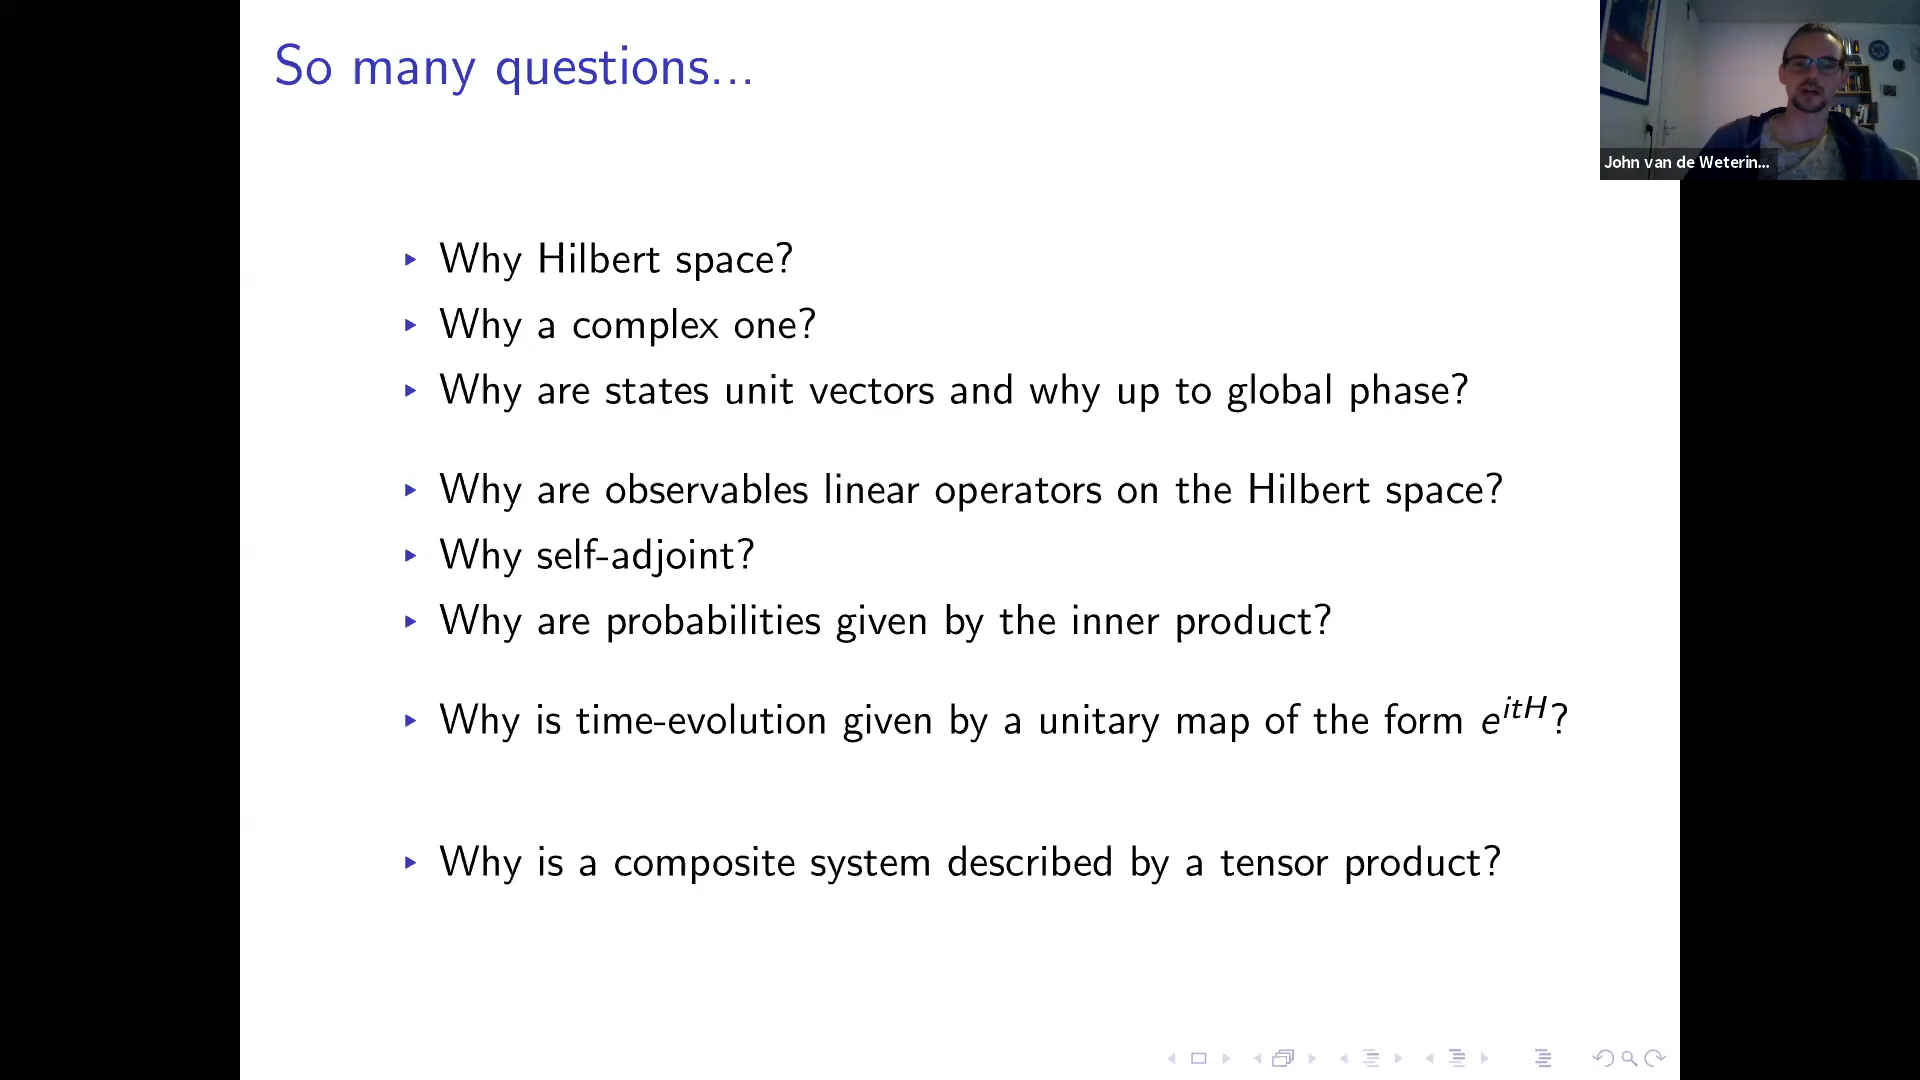 So many questions...
John van de Weterin...
▸ Why Hilbert space?
▸ Why a complex one?
▸ Why are states unit vectors and why up to global phase?
▸ Why are observables linear operators on the Hilbert space?
▸ Why self-adjoint?
▸ Why are probabilities given by the inner product?
▸ Why is time-evolution given by a unitary map of the form e^{itH}?
▸ Why is a composite system described by a tensor product?